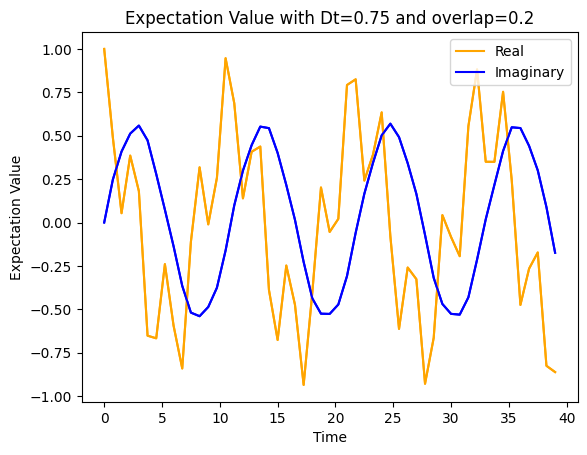 Expectation Value with Dt=0.75 and overlap=0.2
Real
Imaginary
Expectation Value
1.00
0.75
0.50
0.25
0.00
−0.25
−0.50
−0.75
−1.00
0 5 10 15 20 25 30 35 40
Time